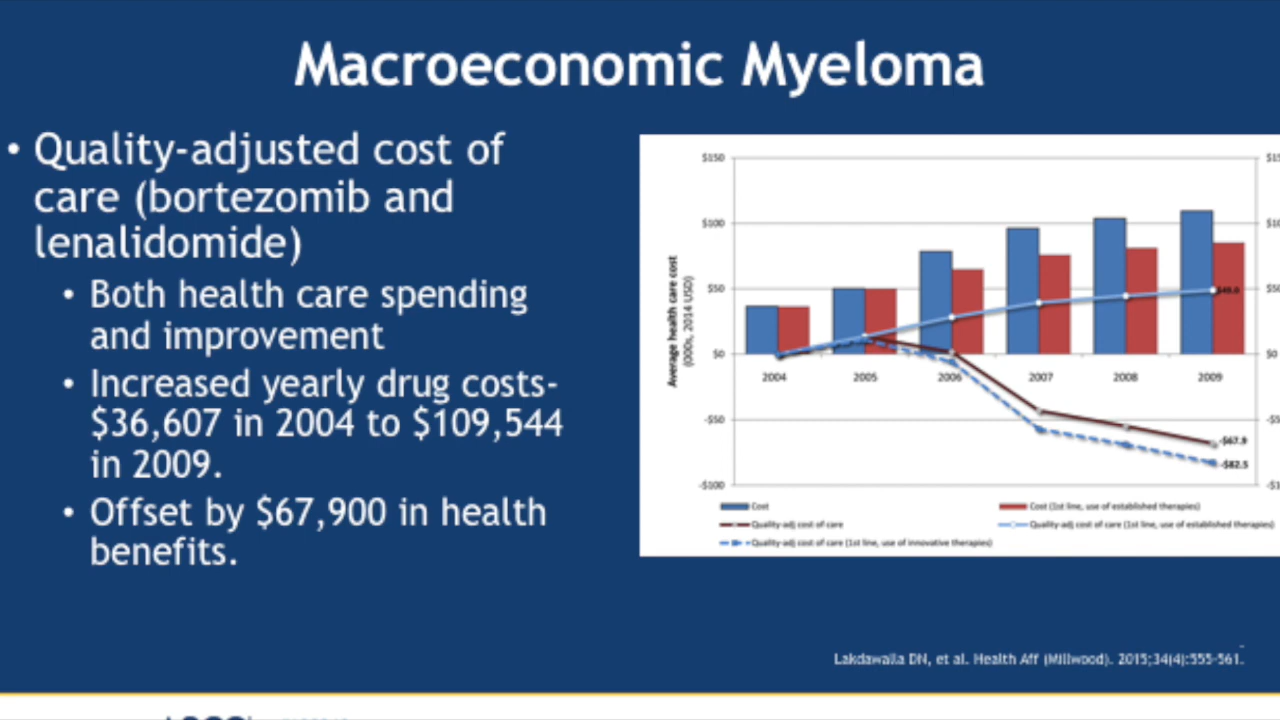 Macroeconomic Myeloma
• Quality-adjusted cost of
care (bortezomib and
lenalidomide)
• Both health care spending
and improvement
• Increased yearly drug costs-
$36,607 in 2004 to $109,544
in 2009.
• Offset by $67,900 in health
benefits.
Average health care cost
(000s, 2014 USD)
$150
$100
$50
$0
-$50
-$100
2004 2005 2006 2007 2008 2009
-$67.9
-$82.5
Cost
Cost (1st line, use of established therapies)
Quality-adj cost of care
Quality-adj cost of care (1st line, use of established therapies)
Quality-adj cost of care (1st line, use of innovative therapies)
Lakdawalla DN, et al. Health Aff (Millwood). 2015;34(4):555-561.